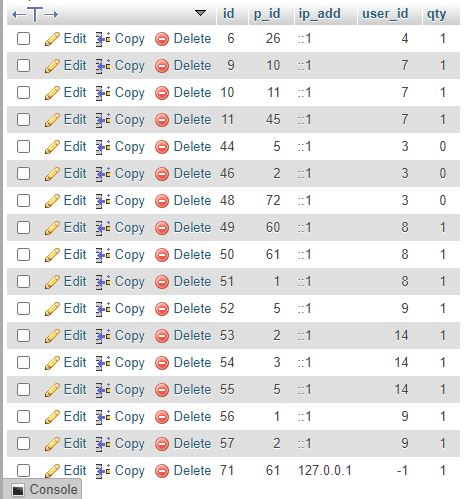 id p_id ip_add user_id qty
Edit Copy Delete 6 26 ::1 4 1
Edit Copy Delete 9 10 ::1 7 1
Edit Copy Delete 10 11 ::1 7 1
Edit Copy Delete 11 45 ::1 7 1
Edit Copy Delete 44 5 ::1 3 0
Edit Copy Delete 46 2 ::1 3 0
Edit Copy Delete 48 72 ::1 3 0
Edit Copy Delete 49 60 ::1 8 1
Edit Copy Delete 50 61 ::1 8 1
Edit Copy Delete 51 1 ::1 8 1
Edit Copy Delete 52 5 ::1 9 1
Edit Copy Delete 53 2 ::1 14 1
Edit Copy Delete 54 3 ::1 14 1
Edit Copy Delete 55 5 ::1 14 1
Edit Copy Delete 56 1 ::1 9 1
Edit Copy Delete 57 2 ::1 9 1
Edit Copy Delete 71 61 127.0.0.1 -1 1
Console